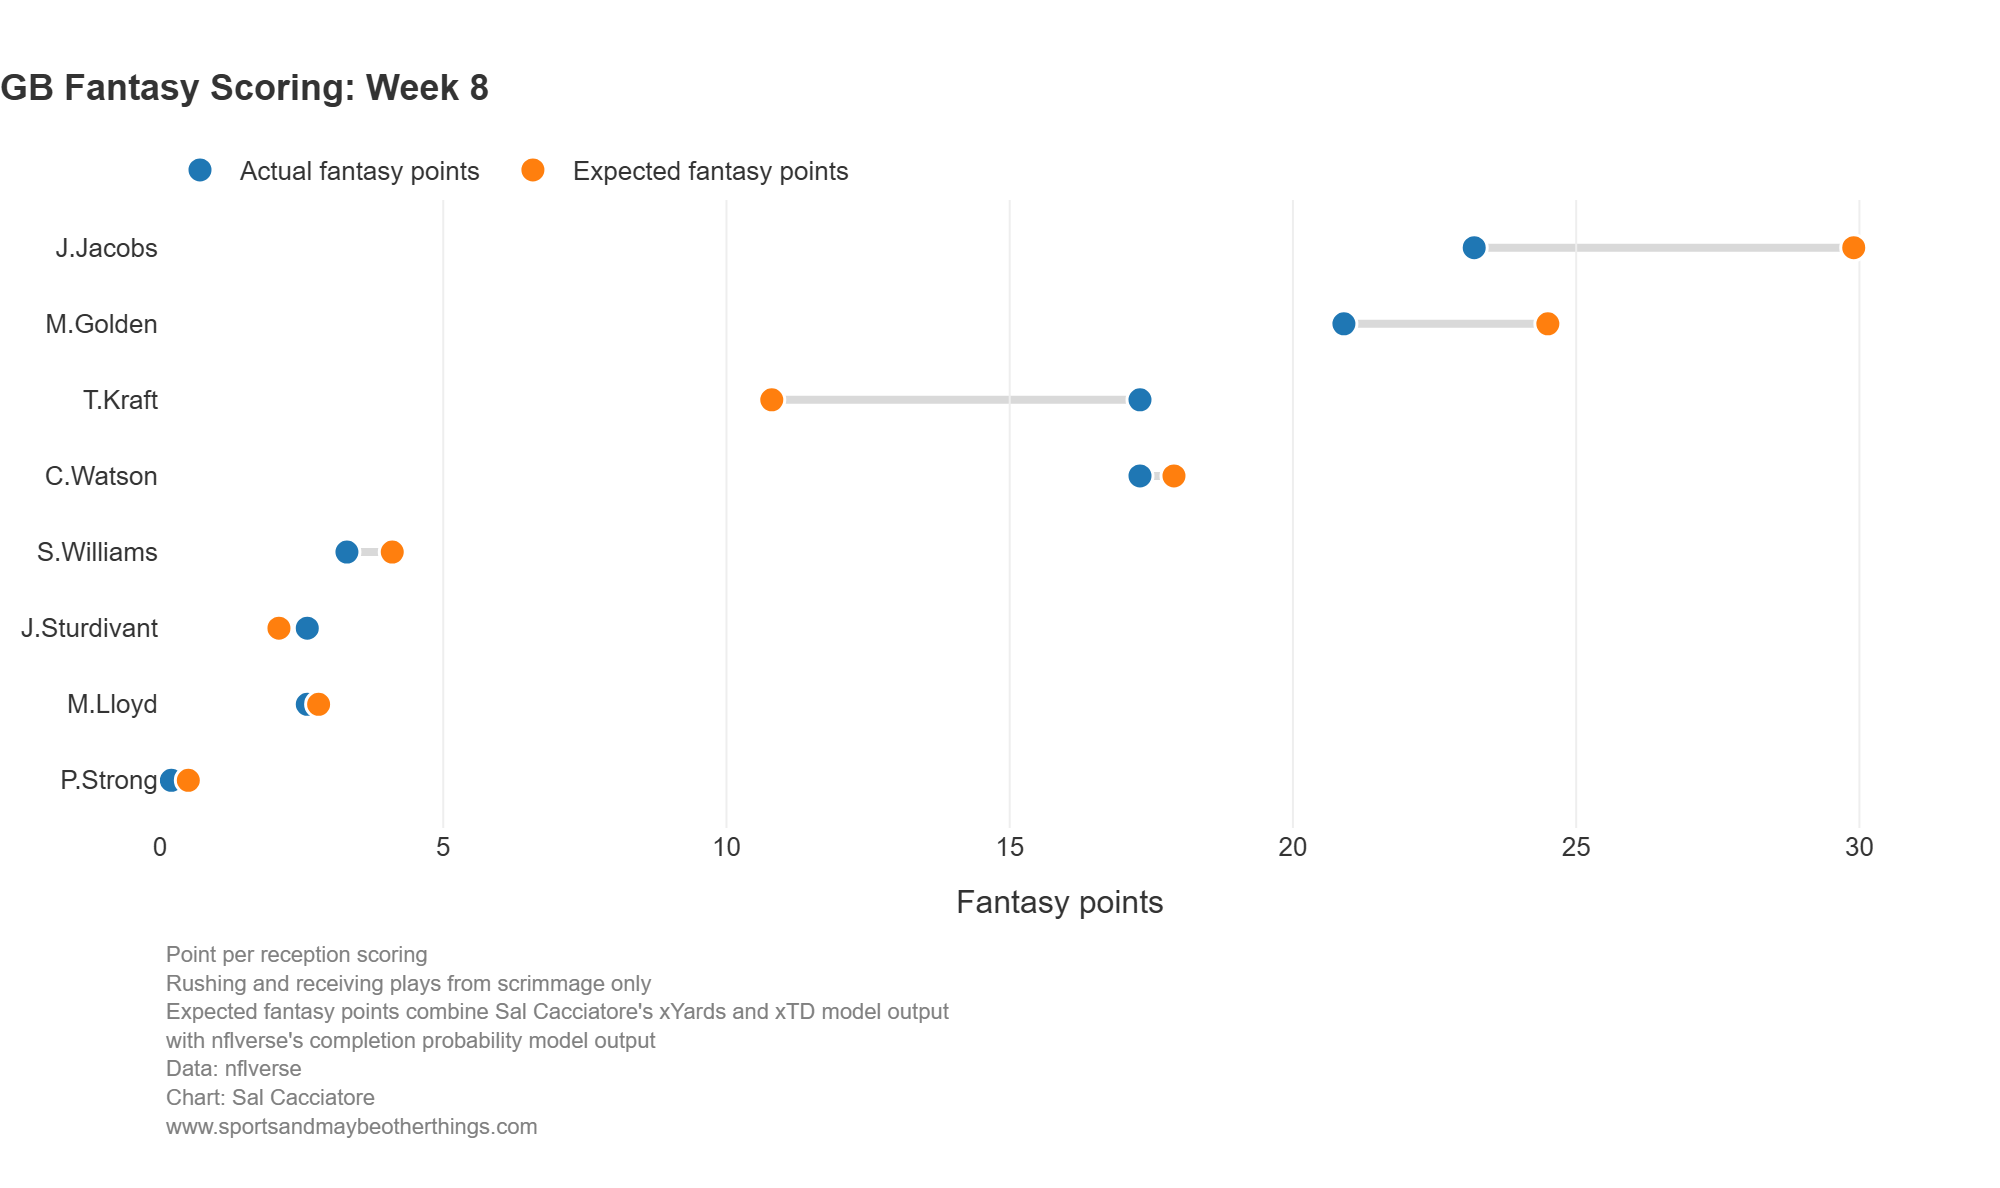 GB Fantasy Scoring: Week 8
Actual fantasy points
Expected fantasy points
J.Jacobs
M.Golden
T.Kraft
C.Watson
S.Williams
J.Sturdivant
M.Lloyd
P.Strong
0 5 10 15 20 25 30
Fantasy points
Point per reception scoring
Rushing and receiving plays from scrimmage only
Expected fantasy points combine Sal Cacciatore's xYards and xTD model output
with nflverse's completion probability model output
Data: nflverse
Chart: Sal Cacciatore
www.sportsandmaybeotherthings.com